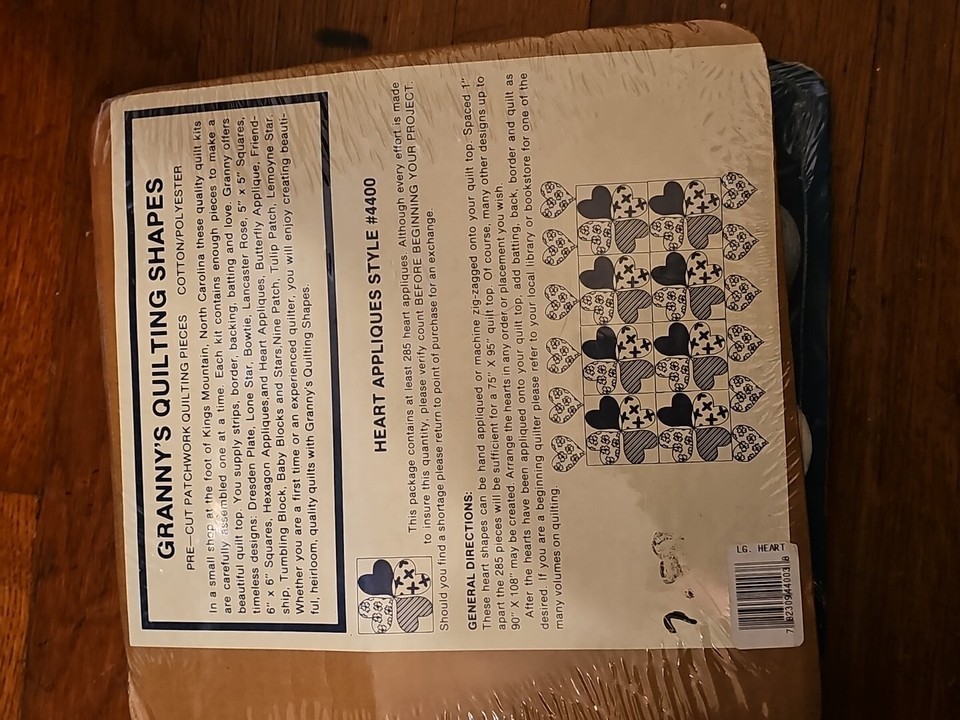 GRANNY'S QUILTING SHAPES
PRE—CUT PATCHWORK QUILTING PIECES COTTON/POLYESTER
In a small shop at the foot of Kings Mountain, North Carolina these quality quilt kits
are carefully assembled one at a time. Each kit contains enough pieces to make a
beautiful quilt top. You supply strips, border, backing, batting and love. Granny offers
timeless designs: Dresden Plate, Lone Star, Bowtie, Lancaster Rose, 5" x 5" Squares,
6" x 6" Squares, Hexagon Appliques,and Heart Appliques, Butterfly Applique, Friend-
ship, Tumbling Block, Baby Blocks and Stars,Nine Patch, Tulip Patch, Lemoyne Star.
Whether you are a first time or an experienced quilter, you will enjoy creating beauti-
ful, heirloom, quality quilts with Granny's Quilting Shapes.
HEART APPLIQUES STYLE #4400
This package contains at least 285 heart appliques. Although every effort is made
to insure this quantity, please verify count BEFORE BEGINNING YOUR PROJECT.
Should you find a shortage please return to point of purchase for an exchange.
GENERAL DIRECTIONS:
These heart shapes can be hand appliqued or machine zig-zagged onto your quilt top. Spaced 1"
apart the 285 pieces will be sufficient for a 75" X 95" quilt top. Of course, many other designs up to
90" X 108" may be created. Arrange the hearts in any order or placement you wish.
After the hearts have been appliqued onto your quilt top, add batting, back, border and quilt as
desired. If you are a beginning quilter please refer to your local library or bookstore for one of the
many volumes on quilting.
LG. HEART
7 82309 44003 8